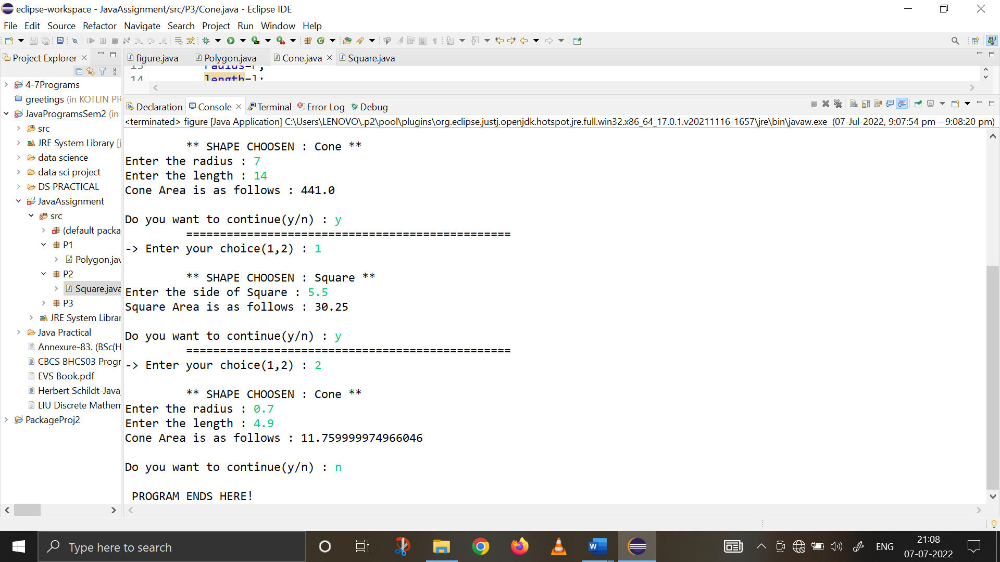 eclipse-workspace - JavaAssignment/src/P3/Cone.java - Eclipse IDE
File Edit Source Refactor Navigate Search Project Run Window Help
Project Explorer
4-7Programs
greetings (in KOTLIN PR
JavaProgramsSem2 (in
src
JRE System Library [j
data science
data sci project
DS PRACTICAL
JavaAssignment
src
(default packa
P1
Polygon.jav
P2
Square.java
P3
JRE System Librar
Java Practical
Annexure-83. (BSc(H
CBCS BHCS03 Progr
EVS Book.pdf
Herbert Schildt-Java
LIU Discrete Mathem
PackageProj2
figure.java Polygon.java Cone.java Square.java
13 radius=r;
14 length=l;
Declaration Console Terminal Error Log Debug
<terminated> figure [Java Application] C:\Users\LENOVO\.p2\pool\plugins\org.eclipse.justj.openjdk.hotspot.jre.full.win32.x86_64_17.0.1.v20211116-1657\jre\bin\javaw.exe (07-Jul-2022, 9:07:54 pm – 9:08:20 pm)
** SHAPE CHOOSEN : Cone **
Enter the radius : 7
Enter the length : 14
Cone Area is as follows : 441.0
Do you want to continue(y/n) : y
================================================
-> Enter your choice(1,2) : 1
** SHAPE CHOOSEN : Square **
Enter the side of Square : 5.5
Square Area is as follows : 30.25
Do you want to continue(y/n) : y
================================================
-> Enter your choice(1,2) : 2
** SHAPE CHOOSEN : Cone **
Enter the radius : 0.7
Enter the length : 4.9
Cone Area is as follows : 11.759999974966046
Do you want to continue(y/n) : n
PROGRAM ENDS HERE!
Type here to search
ENG
21:08
07-07-2022